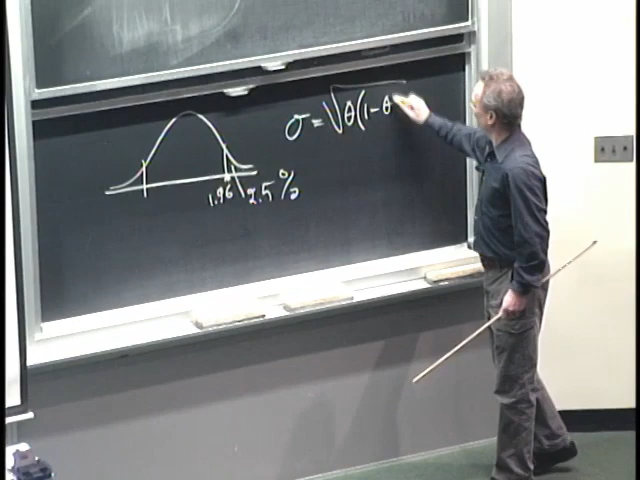 σ = √θ(1-θ
1.96 2.5%